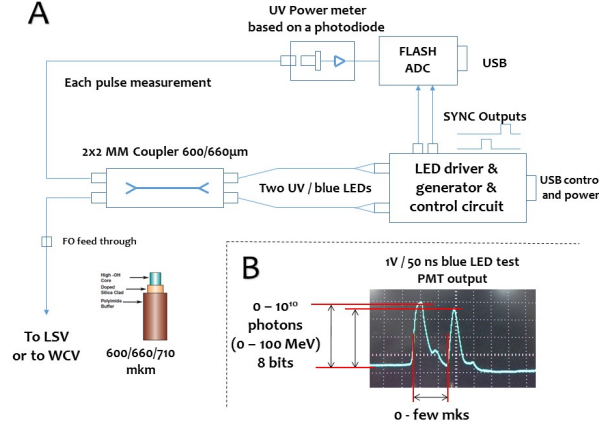 A
UV Power meter
based on a photodiode
FLASH
ADC
USB
Each pulse measurement
SYNC Outputs
2x2 MM Coupler 600/660µm
Two UV / blue LEDs
LED driver &
generator &
control circuit
USB contro
and power
FO feed through
High -OH
Core
Doped
Silica Clad
Polyimide
Buffer
To LSV
or to WCV
600/660/710
mkm
B
1V / 50 ns blue LED test
PMT output
0 – 10¹⁰
photons
(0 – 100 MeV)
8 bits
0 - few mks